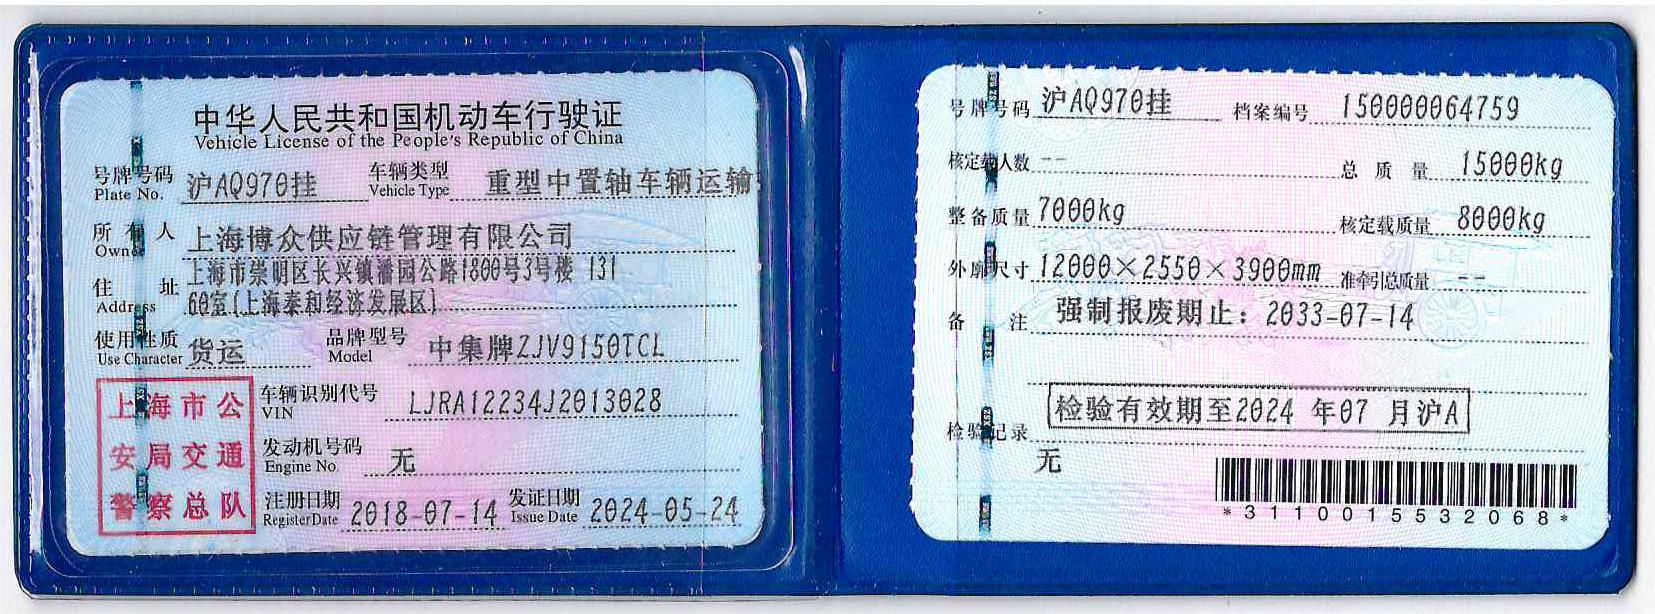 中华人民共和国机动车行驶证
Vehicle License of the People's Republic of China
号牌号码 沪AQ970挂 车辆类型 重型中置轴车辆运输
Plate No. Vehicle Type
所有人 上海博众供应链管理有限公司
Owner
住址 上海市崇明区长兴镇潘园公路1800号3号楼 131
Address 60室(上海泰和经济发展区)
使用性质 货运 品牌型号 中集牌ZJV9150TCL
Use Character Model
上海市公
安局交通
警察总队
车辆识别代号 LJRA12234J2013028
VIN
发动机号码 无
Engine No.
注册日期 2018-07-14 发证日期 2024-05-24
Register Date Issue Date
号牌号码 沪AQ970挂 档案编号 150000064759
核定载人数 -- 总质量 15000kg
整备质量 7000kg 核定载质量 8000kg
外廓尺寸 12000×2550×3900mm 准牵引总质量 --
备注 强制报废期止：2033-07-14
检验有效期至2024 年07 月沪A
检验记录
无
*3110015532068*